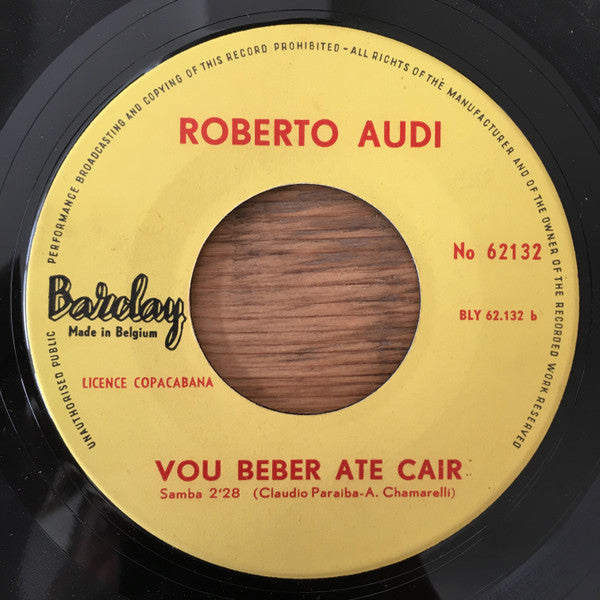 UNAUTHORISED PUBLIC PERFORMANCE BROADCASTING AND COPYING OF THIS RECORD PROHIBITED - ALL RIGHTS OF THE MANUFACTURER AND OF THE OWNER OF THE RECORDED WORK RESERVED
ROBERTO AUDI
No 62132
Barclay
Made in Belgium
BLY 62.132 b
LICENCE COPACABANA
VOU BEBER ATE CAIR
Samba 2'28 (Claudio Paraiba-A. Chamarelli)